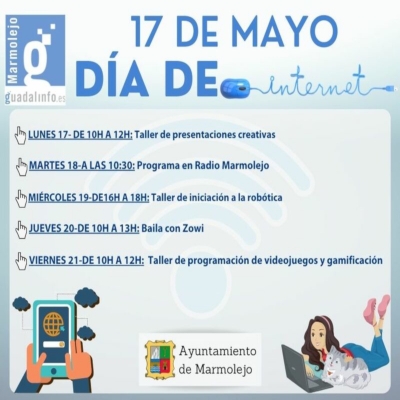 Marmolejo
guadalinfo.es
17 DE MAYO
DÍA DE internet
LUNES 17- DE 10H A 12H: Taller de presentaciones creativas
MARTES 18-A LAS 10:30: Programa en Radio Marmolejo
MIÉRCOLES 19-DE16H A 18H: Taller de iniciación a la robótica
JUEVES 20-DE 10H A 13H: Baila con Zowi
VIERNES 21-DE 10H A 12H: Taller de programación de videojuegos y gamificación
Ayuntamiento
de Marmolejo